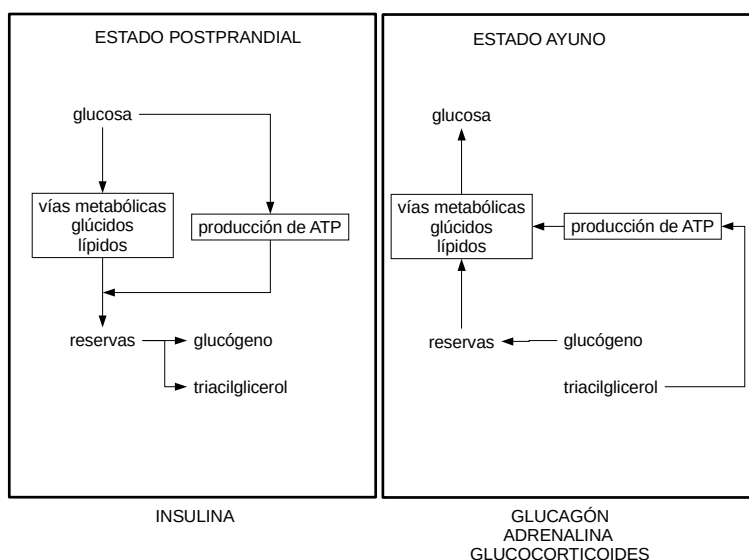 ESTADO POSTPRANDIAL
glucosa
vías metabólicas
glúcidos
lípidos
producción de ATP
reservas
glucógeno
triacilglicerol
INSULINA
ESTADO AYUNO
glucosa
vías metabólicas
glúcidos
lípidos
producción de ATP
reservas
glucógeno
triacilglicerol
GLUCAGÓN
ADRENALINA
GLUCOCORTICOIDES